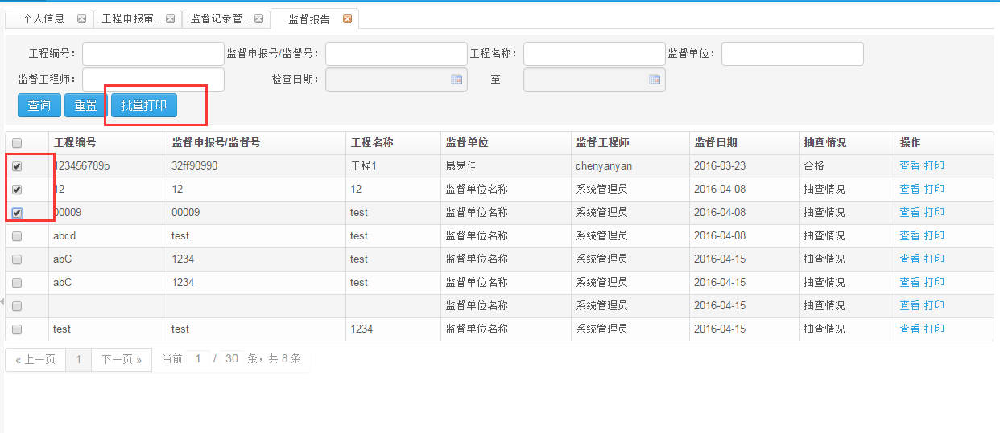 个人信息 工程申报审... 监督记录管... 监督报告
工程编号： 监督申报号/监督号： 工程名称： 监督单位：
监督工程师： 检查日期： 至
查询 重置 批量打印
工程编号 监督申报号/监督号 工程名称 监督单位 监督工程师 监督日期 抽查情况 操作
123456789b 32ff90990 工程1 晟易佳 chenyanyan 2016-03-23 合格 查看 打印
12 12 12 监督单位名称 系统管理员 2016-04-08 抽查情况 查看 打印
00009 00009 test 监督单位名称 系统管理员 2016-04-08 抽查情况 查看 打印
abcd test test 监督单位名称 系统管理员 2016-04-08 抽查情况 查看 打印
abC 1234 test 监督单位名称 系统管理员 2016-04-15 抽查情况 查看 打印
abC 1234 test 监督单位名称 系统管理员 2016-04-15 抽查情况 查看 打印
监督单位名称 系统管理员 2016-04-15 抽查情况 查看 打印
test test 1234 监督单位名称 系统管理员 2016-04-15 抽查情况 查看 打印
« 上一页 1 下一页 » 当前 1 / 30 条，共 8 条